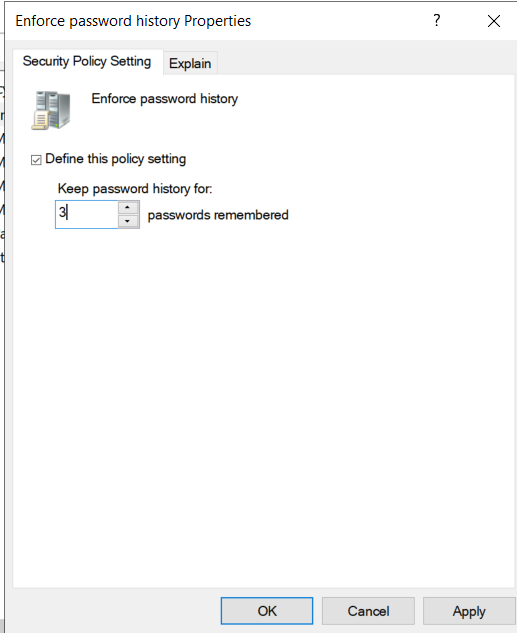 Enforce password history Properties
?
Security Policy Setting
Explain
Enforce password history
Define this policy setting
Keep password history for:
3
passwords remembered
OK
Cancel
Apply